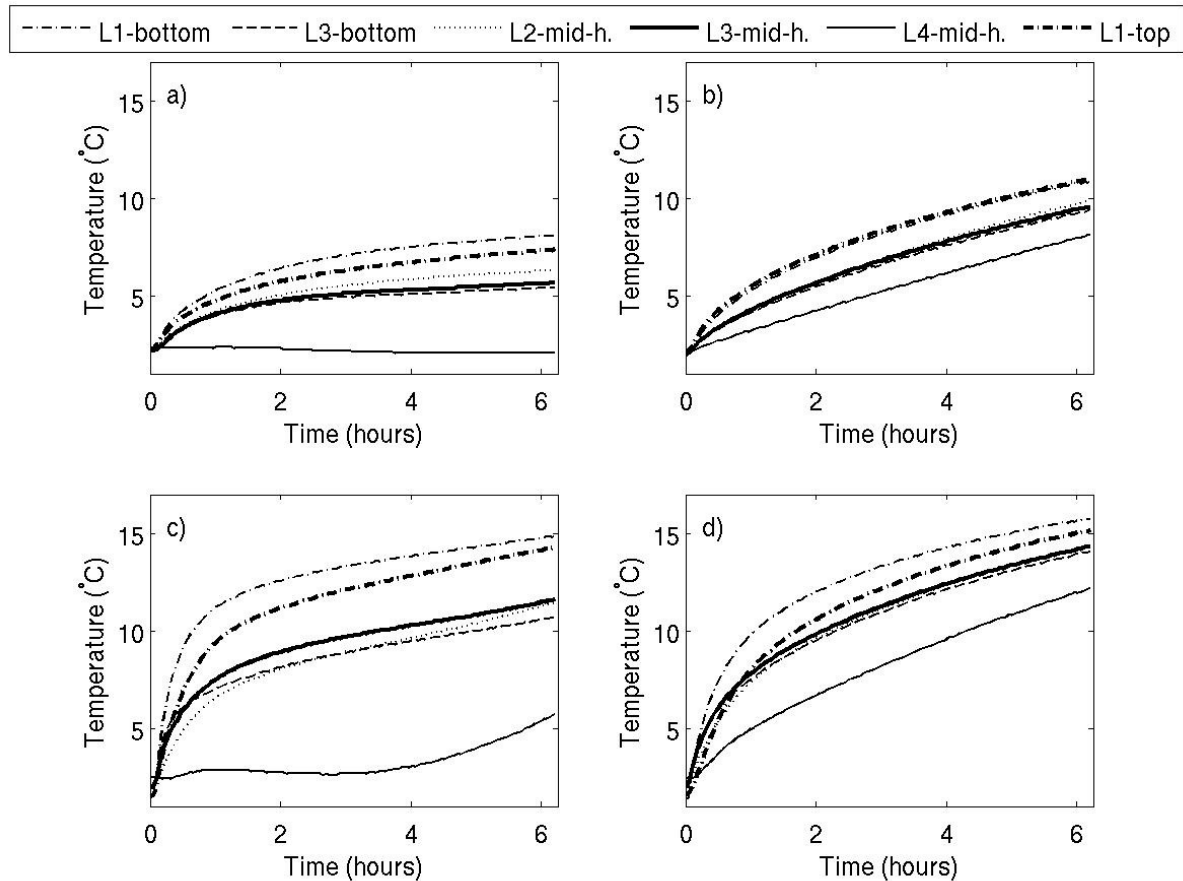 L1-bottom L3-bottom L2-mid-h. L3-mid-h. L4-mid-h. L1-top
a)
15
10
5
Temperature (°C)
0 2 4 6
Time (hours)
b)
15
10
5
Temperature (°C)
0 2 4 6
Time (hours)
c)
15
10
5
Temperature (°C)
0 2 4 6
Time (hours)
d)
15
10
5
Temperature (°C)
0 2 4 6
Time (hours)